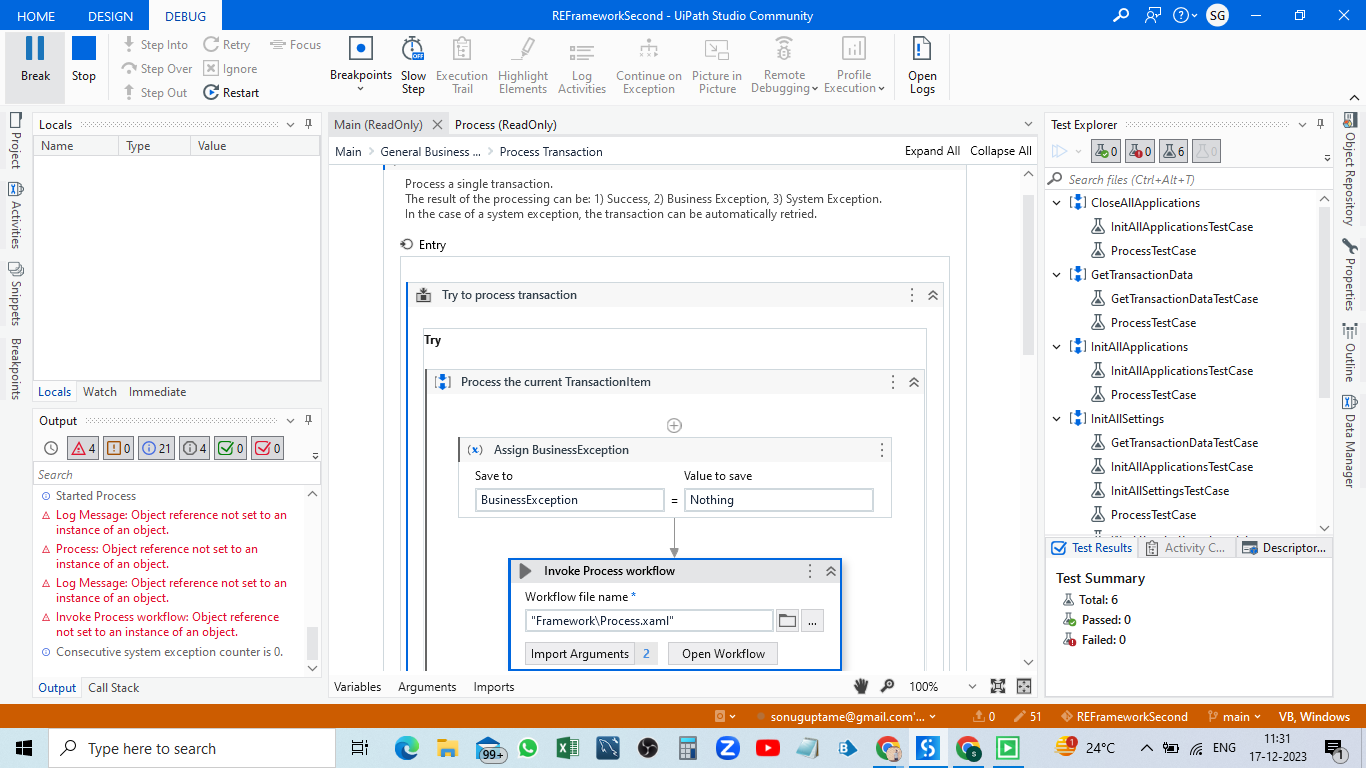 HOME
DESIGN
DEBUG
REFrameworkSecond - UiPath Studio Community
SG
Break
Stop
Step Into
Step Over
Step Out
Retry
Ignore
Restart
Focus
Breakpoints
Slow
Step
OFF
Execution
Trail
Highlight
Elements
Log
Activities
Continue on
Exception
Picture in
Picture
Remote
Debugging
Profile
Execution
Open
Logs
Project
Activities
Snippets
Breakpoints
Locals
Name
Type
Value
Locals
Watch
Immediate
Output
4
0
21
4
0
0
Search
Started Process
Log Message: Object reference not set to an
instance of an object.
Process: Object reference not set to an
instance of an object.
Log Message: Object reference not set to an
instance of an object.
Invoke Process workflow: Object reference
not set to an instance of an object.
Consecutive system exception counter is 0.
Output
Call Stack
Main (ReadOnly)
Process (ReadOnly)
Main
General Business ...
Process Transaction
Expand All
Collapse All
Process a single transaction.
The result of the processing can be: 1) Success, 2) Business Exception, 3) System Exception.
In the case of a system exception, the transaction can be automatically retried.
Entry
Try to process transaction
Try
Process the current TransactionItem
(x) Assign BusinessException
Save to
Value to save
BusinessException
=
Nothing
Invoke Process workflow
Workflow file name *
"Framework\Process.xaml"
...
Import Arguments
2
Open Workflow
Variables
Arguments
Imports
100%
Test Explorer
0
0
6
0
Search files (Ctrl+Alt+T)
CloseAllApplications
InitAllApplicationsTestCase
ProcessTestCase
GetTransactionData
GetTransactionDataTestCase
ProcessTestCase
InitAllApplications
InitAllApplicationsTestCase
ProcessTestCase
InitAllSettings
GetTransactionDataTestCase
InitAllApplicationsTestCase
InitAllSettingsTestCase
ProcessTestCase
Test Results
Activity C...
Descriptor...
Test Summary
Total: 6
Passed: 0
Failed: 0
Object Repository
Properties
Outline
Data Manager
sonuguptame@gmail.com'...
0
51
REFrameworkSecond
main
VB, Windows
Type here to search
99+
24°C
ENG
11:31
17-12-2023
1